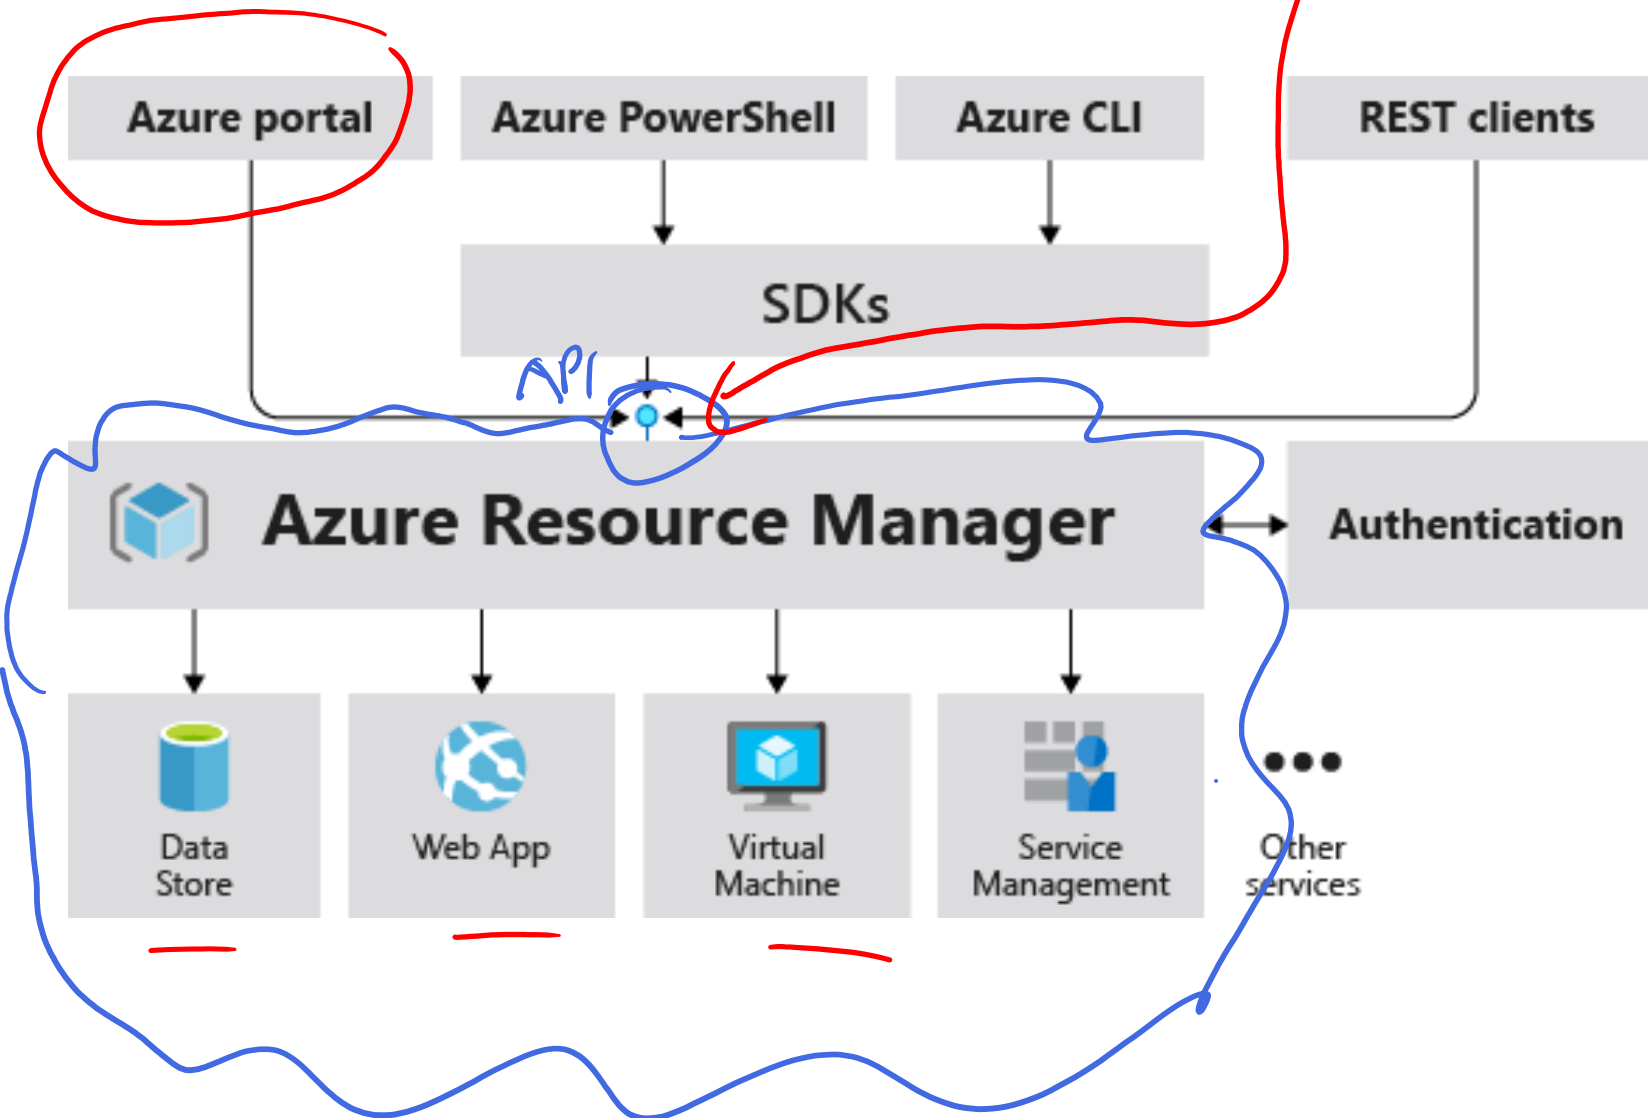 Azure portal
Azure PowerShell
Azure CLI
REST clients
SDKs
API
Azure Resource Manager
Authentication
Data
Store
Web App
Virtual
Machine
Service
Management
Other
services